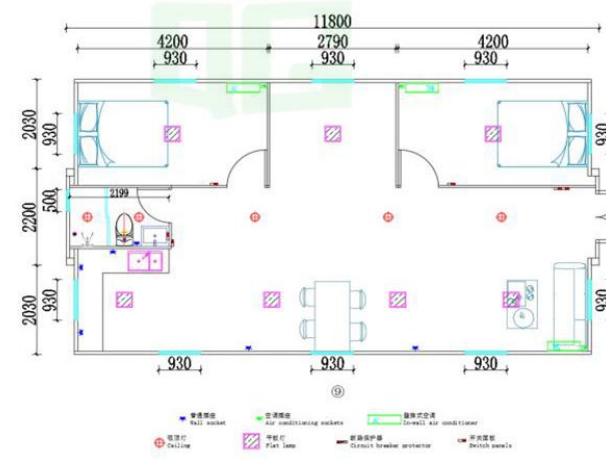 11800
4200 2790 4200
930 930 930
2030 930 930
2199
500
2200
2030 930 930
930 930 930
⑨
普通插座 空调插座 壁挂式空调
Wall socket Air conditioning sockets In-wall air conditioner
吸顶灯 平板灯 断路保护器 开关面板
Ceiling Flat lamp Circuit breaker protector Switch panels